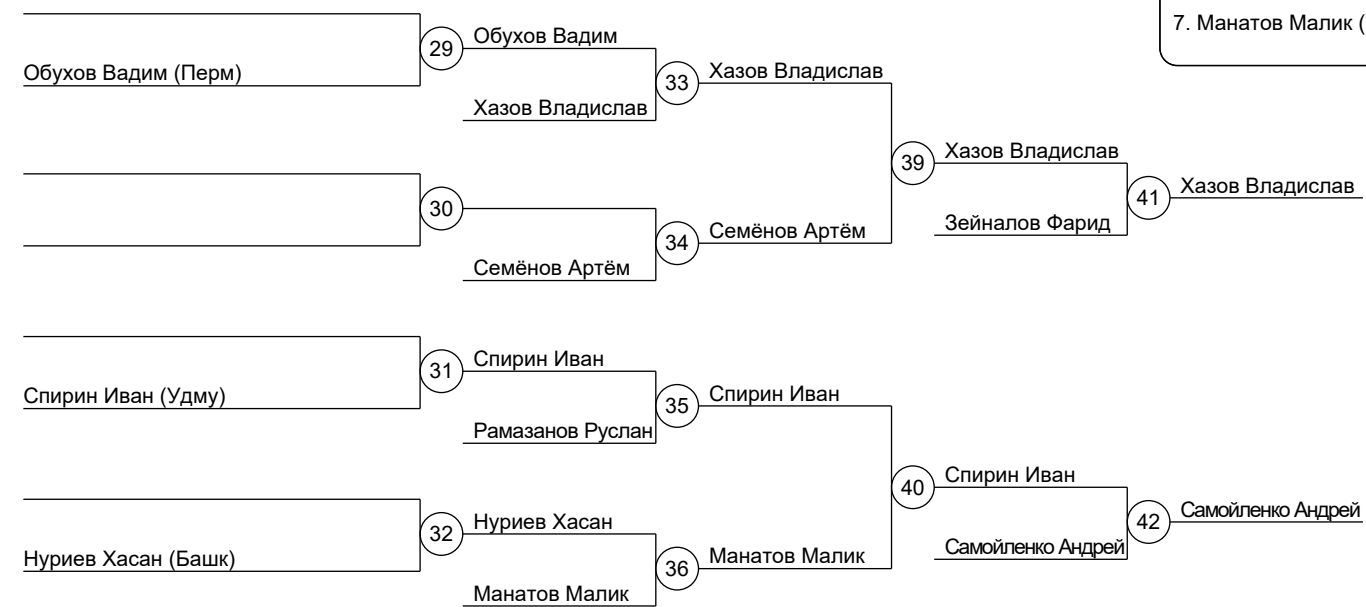 7. Манатов Малик (
29
Обухов Вадим
Обухов Вадим (Перм)
33
Хазов Владислав
Хазов Владислав
39
Хазов Владислав
41
Хазов Владислав
30
Зейналов Фарид
34
Семёнов Артём
Семёнов Артём
31
Спирин Иван
Спирин Иван (Удму)
35
Спирин Иван
Рамазанов Руслан
40
Спирин Иван
42
Самойленко Андрей
32
Нуриев Хасан
Самойленко Андрей
Нуриев Хасан (Башк)
36
Манатов Малик
Манатов Малик